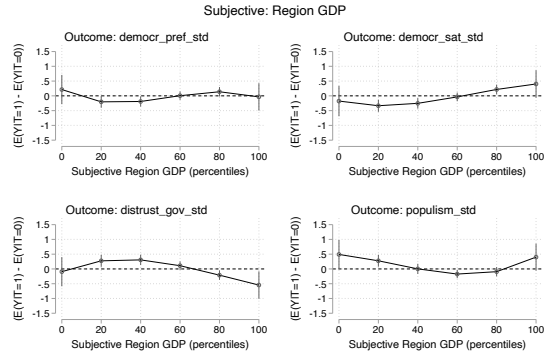 Subjective: Region GDP
Outcome: democr_pref_std
(E(Y|T=1) - E(Y|T=0))
1.5
1
.5
0
-.5
-1
-1.5
0 20 40 60 80 100
Subjective Region GDP (percentiles)
Outcome: democr_sat_std
(E(Y|T=1) - E(Y|T=0))
1.5
1
.5
0
-.5
-1
-1.5
0 20 40 60 80 100
Subjective Region GDP (percentiles)
Outcome: distrust_gov_std
(E(Y|T=1) - E(Y|T=0))
1.5
1
.5
0
-.5
-1
-1.5
0 20 40 60 80 100
Subjective Region GDP (percentiles)
Outcome: populism_std
(E(Y|T=1) - E(Y|T=0))
1.5
1
.5
0
-.5
-1
-1.5
0 20 40 60 80 100
Subjective Region GDP (percentiles)